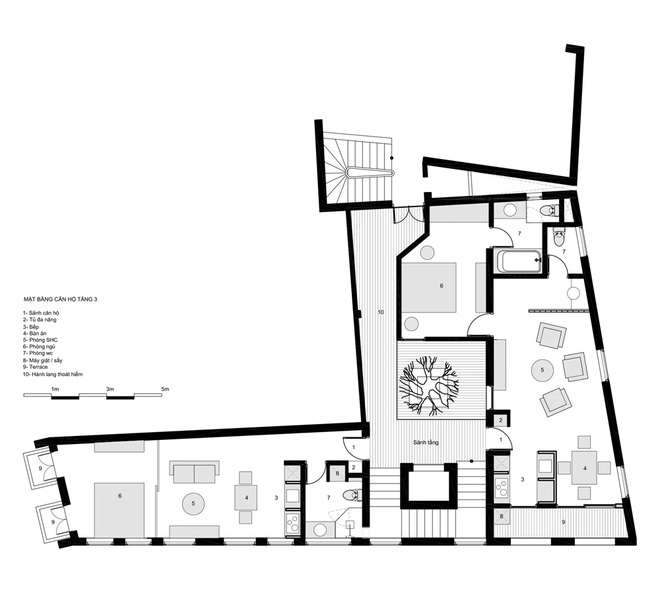 MẶT BẰNG CĂN HỘ TẦNG 3
1- Sảnh căn hộ
2- Tủ đa năng
3- Bếp
4- Bàn ăn
5- Phòng SHC
6- Phòng ngủ
7- Phòng wc
8- Máy giặt / sấy
9- Terrace
10- Hành lang thoát hiểm
1m 3m 5m
7
7
6
10
5
2
Sảnh tầng
1
1
9
2
8
4
3
6
5
4
3
7
8
9
9